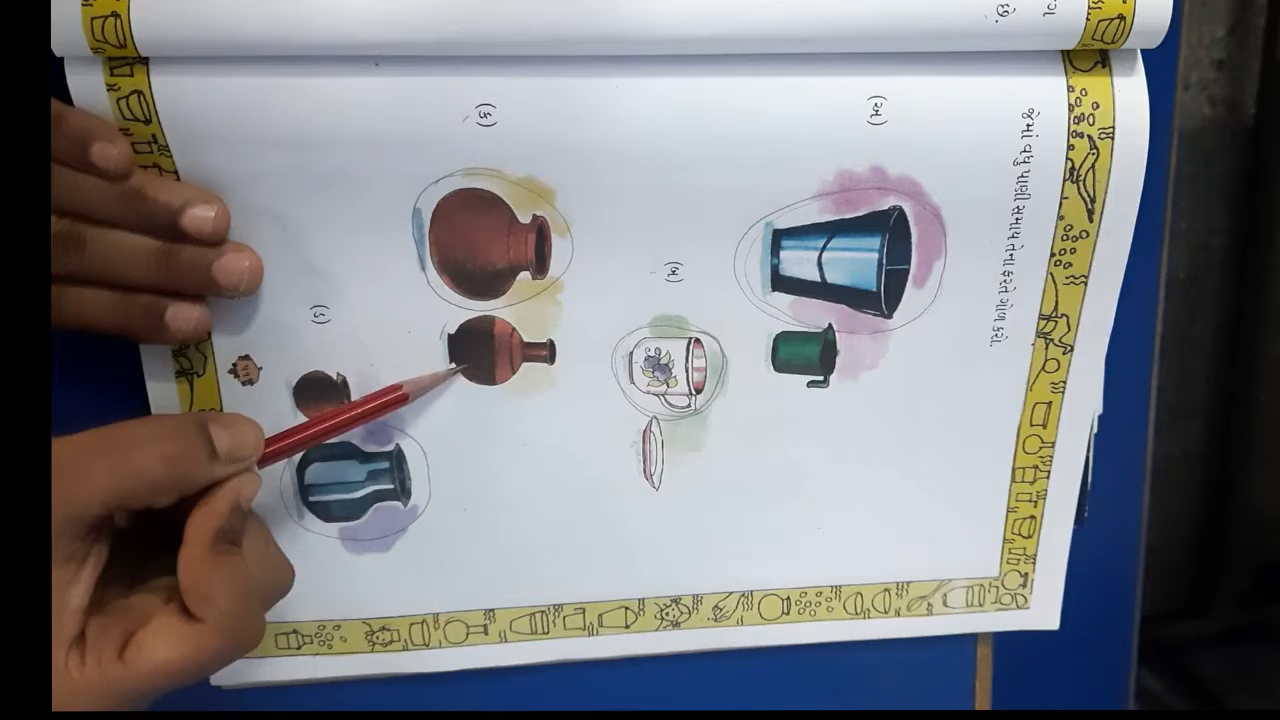 જેમાં વધુ પાણી સમાય તેના ફરતે ગોળ કરો.
(અ)
(બ)
(ક)
(ડ)
છે.